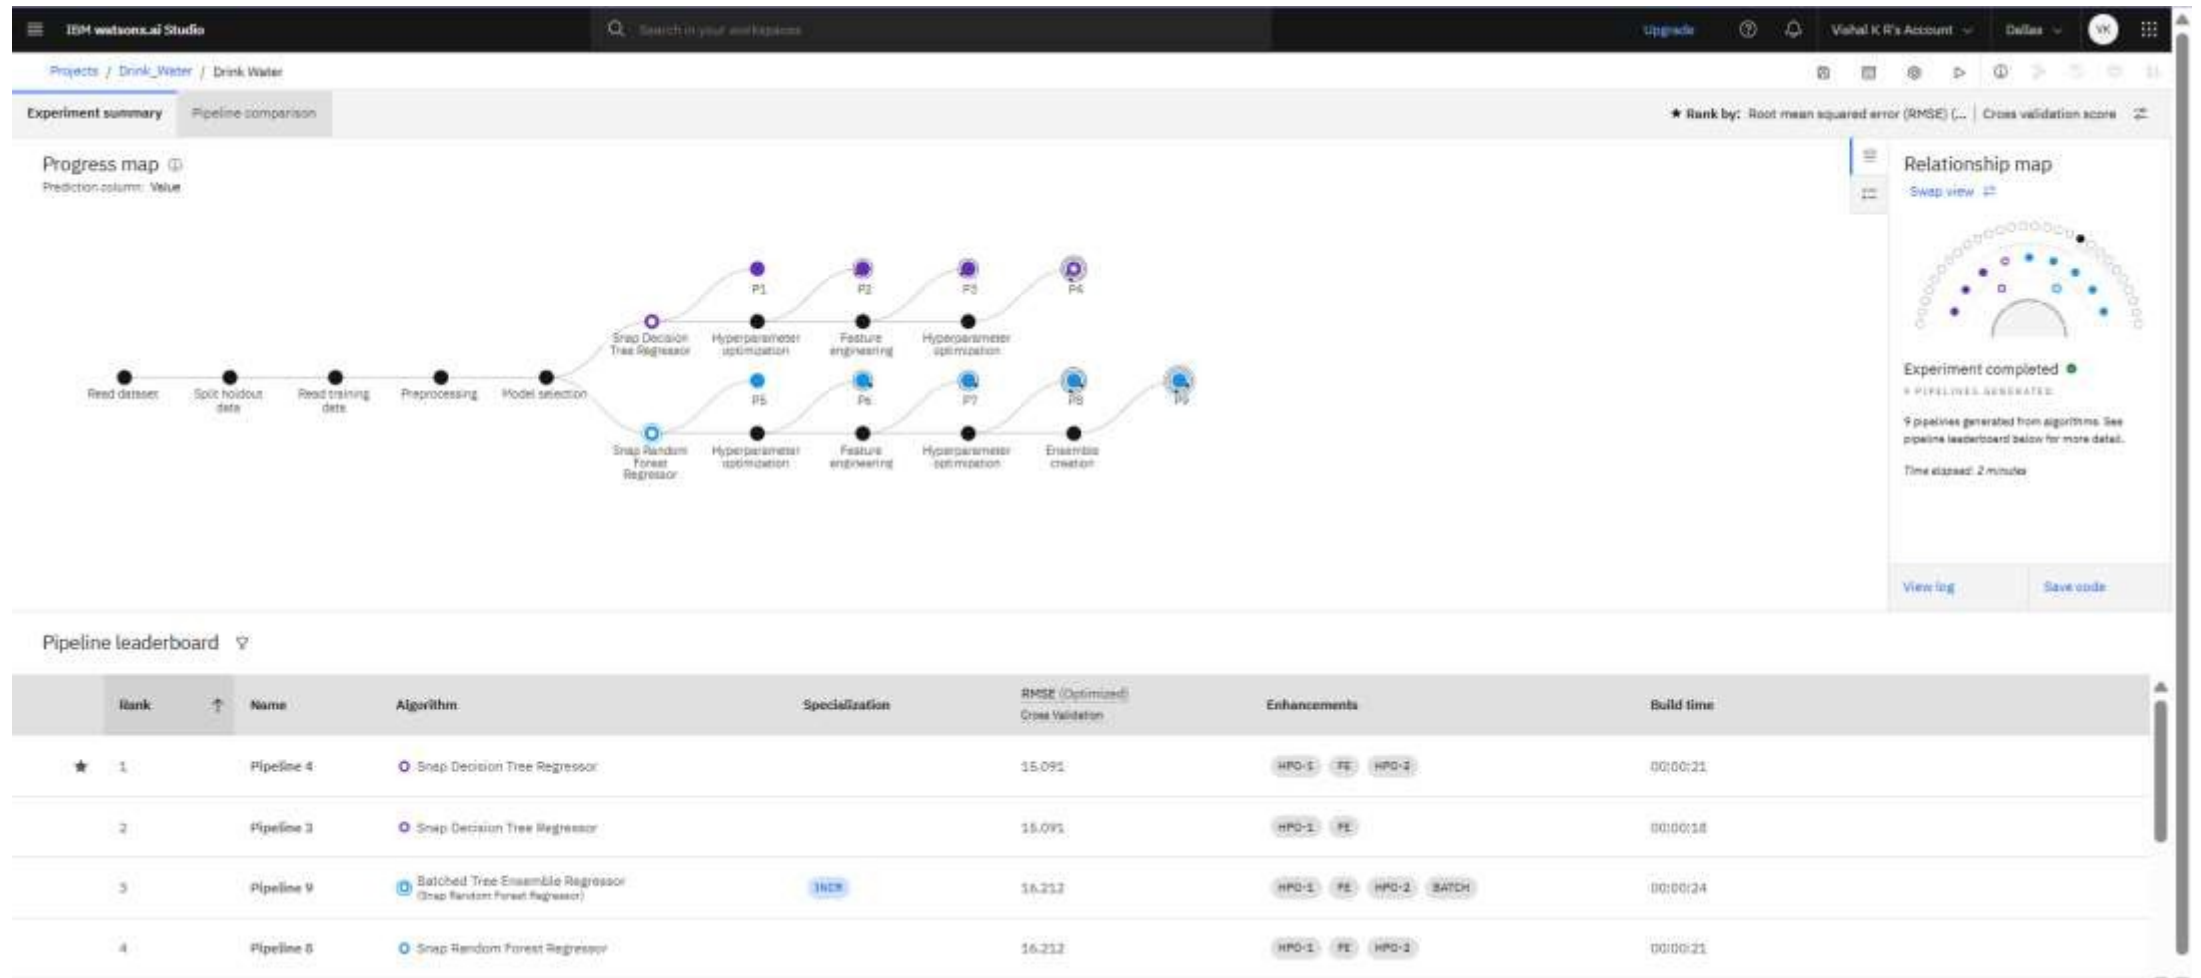 IBM watsonx.ai Studio
Search in your workspaces
Upgrade
Vishal K R's Account
Dallas
VK
Projects / Drink_Water / Drink Water
Experiment summary
Pipeline comparison
★ Rank by: Root mean squared error (RMSE) (... | Cross validation score
Progress map
Prediction column: Value
Relationship map
Swap view
P1
P2
P3
P4
Snap Decision
Tree Regressor
Hyperparameter
optimization
Feature
engineering
Hyperparameter
optimization
Read dataset
Split holdout
data
Read training
data
Preprocessing
Model selection
P5
P6
P7
P8
P9
Snap Random
Forest
Regressor
Hyperparameter
optimization
Feature
engineering
Hyperparameter
optimization
Ensemble
creation
Experiment completed
9 PIPELINES GENERATED
9 pipelines generated from algorithms. See
pipeline leaderboard below for more detail.
Time elapsed: 2 minutes
View log
Save code
Pipeline leaderboard
Rank ↑ Name Algorithm Specialization RMSE (Optimized) Cross Validation Enhancements Build time
★ 1 Pipeline 4 Snap Decision Tree Regressor 15.091 HPO-1 FE HPO-2 00:00:21
2 Pipeline 3 Snap Decision Tree Regressor 15.091 HPO-1 FE 00:00:18
3 Pipeline 9 Batched Tree Ensemble Regressor (Snap Random Forest Regressor) INCR 16.212 HPO-1 FE HPO-2 BATCH 00:00:24
4 Pipeline 8 Snap Random Forest Regressor 16.212 HPO-1 FE HPO-2 00:00:21